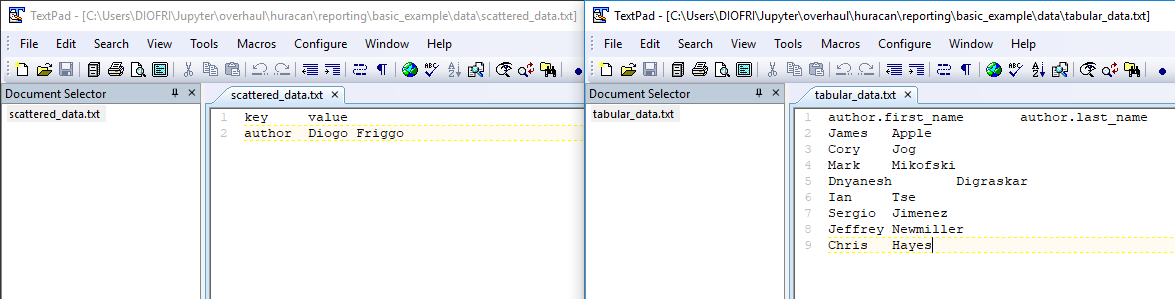 TextPad - [C:\Users\DIOFRI\Jupyter\overhaul\huracan\reporting\basic_example\data\scattered_data.txt]
File Edit Search View Tools Macros Configure Window Help
Document Selector
scattered_data.txt
scattered_data.txt
1 key value
2 author Diogo Friggo
TextPad - [C:\Users\DIOFRI\Jupyter\overhaul\huracan\reporting\basic_example\data\tabular_data.txt]
File Edit Search View Tools Macros Configure Window Help
Document Selector
tabular_data.txt
tabular_data.txt
1 author.first_name author.last_name
2 James Apple
3 Cory Jog
4 Mark Mikofski
5 Dnyanesh Digraskar
6 Ian Tse
7 Sergio Jimenez
8 Jeffrey Newmiller
9 Chris Hayes